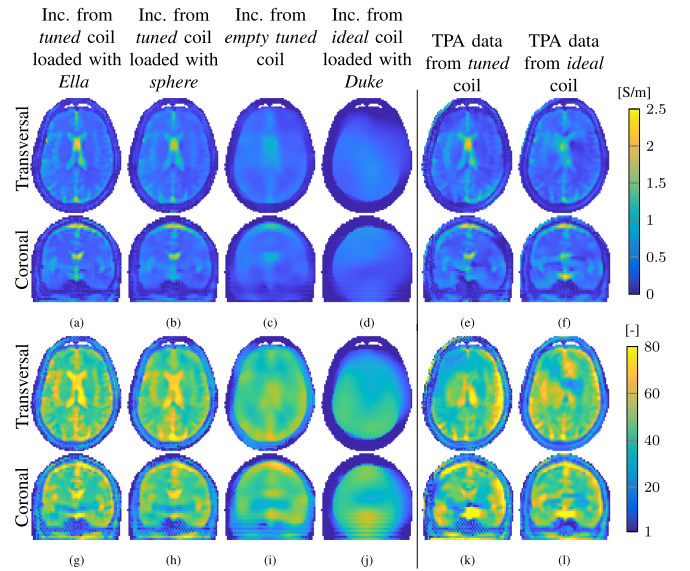 Inc. from
tuned coil
loaded with
Ella
Inc. from
tuned coil
loaded with
sphere
Inc. from
empty tuned
coil
Inc. from
ideal coil
loaded with
Duke
TPA data
from tuned
coil
TPA data
from ideal
coil
[S/m]
Transversal
2.5
2
1.5
1
0.5
0
Coronal
(a)
(b)
(c)
(d)
(e)
(f)
[-]
Transversal
80
60
40
20
1
Coronal
(g)
(h)
(i)
(j)
(k)
(l)